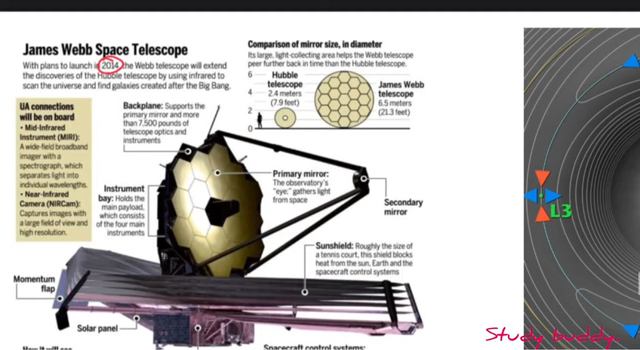 James Webb Space Telescope
With plans to launch in 2014, the Webb telescope will extend
the discoveries of the Hubble telescope by using infrared to
scan the universe and find galaxies created after the Big Bang.
Comparison of mirror size, in diameter
Its large, light-collecting area helps the Webb telescope
peer further back in time than the Hubble telescope.
6
4
2
0
Hubble
telescope
2.4 meters
(7.9 feet)
James Webb
telescope
6.5 meters
(21.3 feet)
UA connections
will be on board
• Mid-Infrared
Instrument (MIRI):
A wide-field broadband
imager with a
spectrograph, which
separates light into
individual wavelengths.
• Near-Infrared
Camera (NIRCam):
Captures images with
a large field of view and
high resolution.
Backplane: Supports the
primary mirror and more
than 7,500 pounds of
telescope optics and
instruments
Instrument
bay: Holds the
main payload,
which consists
of the four main
instruments
Primary mirror:
The observatory's
"eye;" gathers light
from space
Secondary
mirror
Sunshield: Roughly the size of
a tennis court, this shield blocks
heat from the sun, Earth and the
spacecraft control systems
Momentum
flap
Solar panel
Spacecraft control systems:
L3
Study buddy